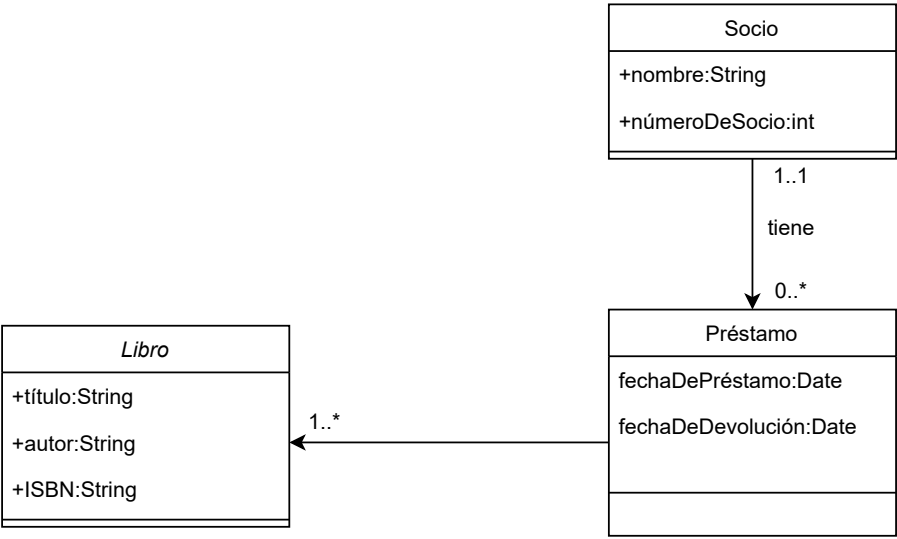 Socio
+nombre:String
+númeroDeSocio:int
1..1
tiene
0..*
Préstamo
fechaDePréstamo:Date
fechaDeDevolución:Date
Libro
+título:String
+autor:String
+ISBN:String
1..*